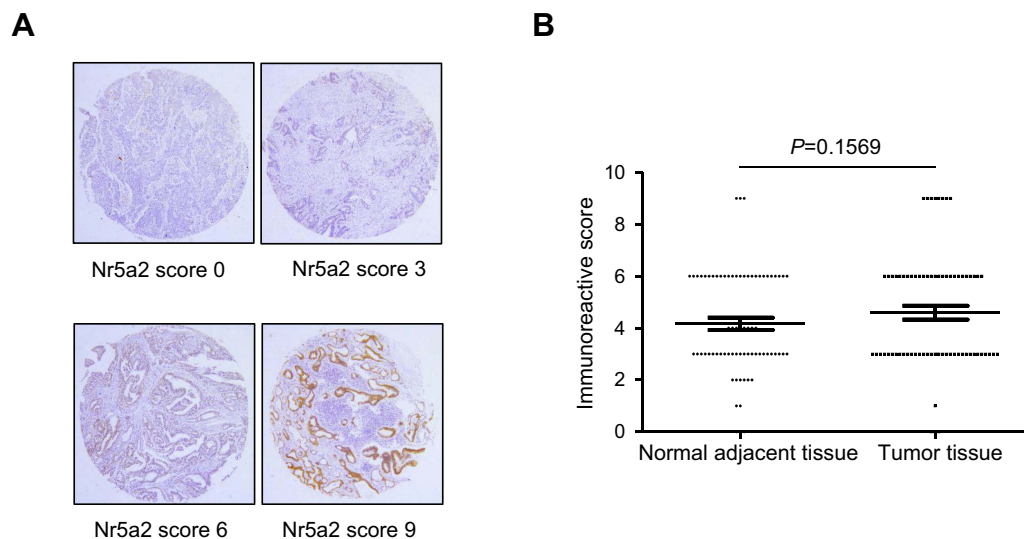 A
Nr5a2 score 0
Nr5a2 score 3
Nr5a2 score 6
Nr5a2 score 9
B
P=0.1569
Immunoreactive score
10
8
6
4
2
0
Normal adjacent tissue
Tumor tissue